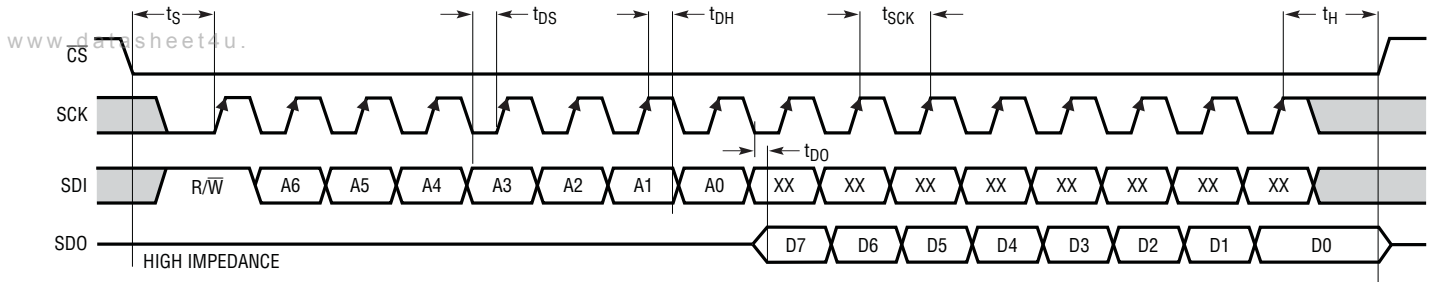 tS tDS tDH tSCK tH
www.datasheet4u.
CS
SCK
tDO
SDI R/W A6 A5 A4 A3 A2 A1 A0 XX XX XX XX XX XX XX XX
SDO D7 D6 D5 D4 D3 D2 D1 D0
HIGH IMPEDANCE